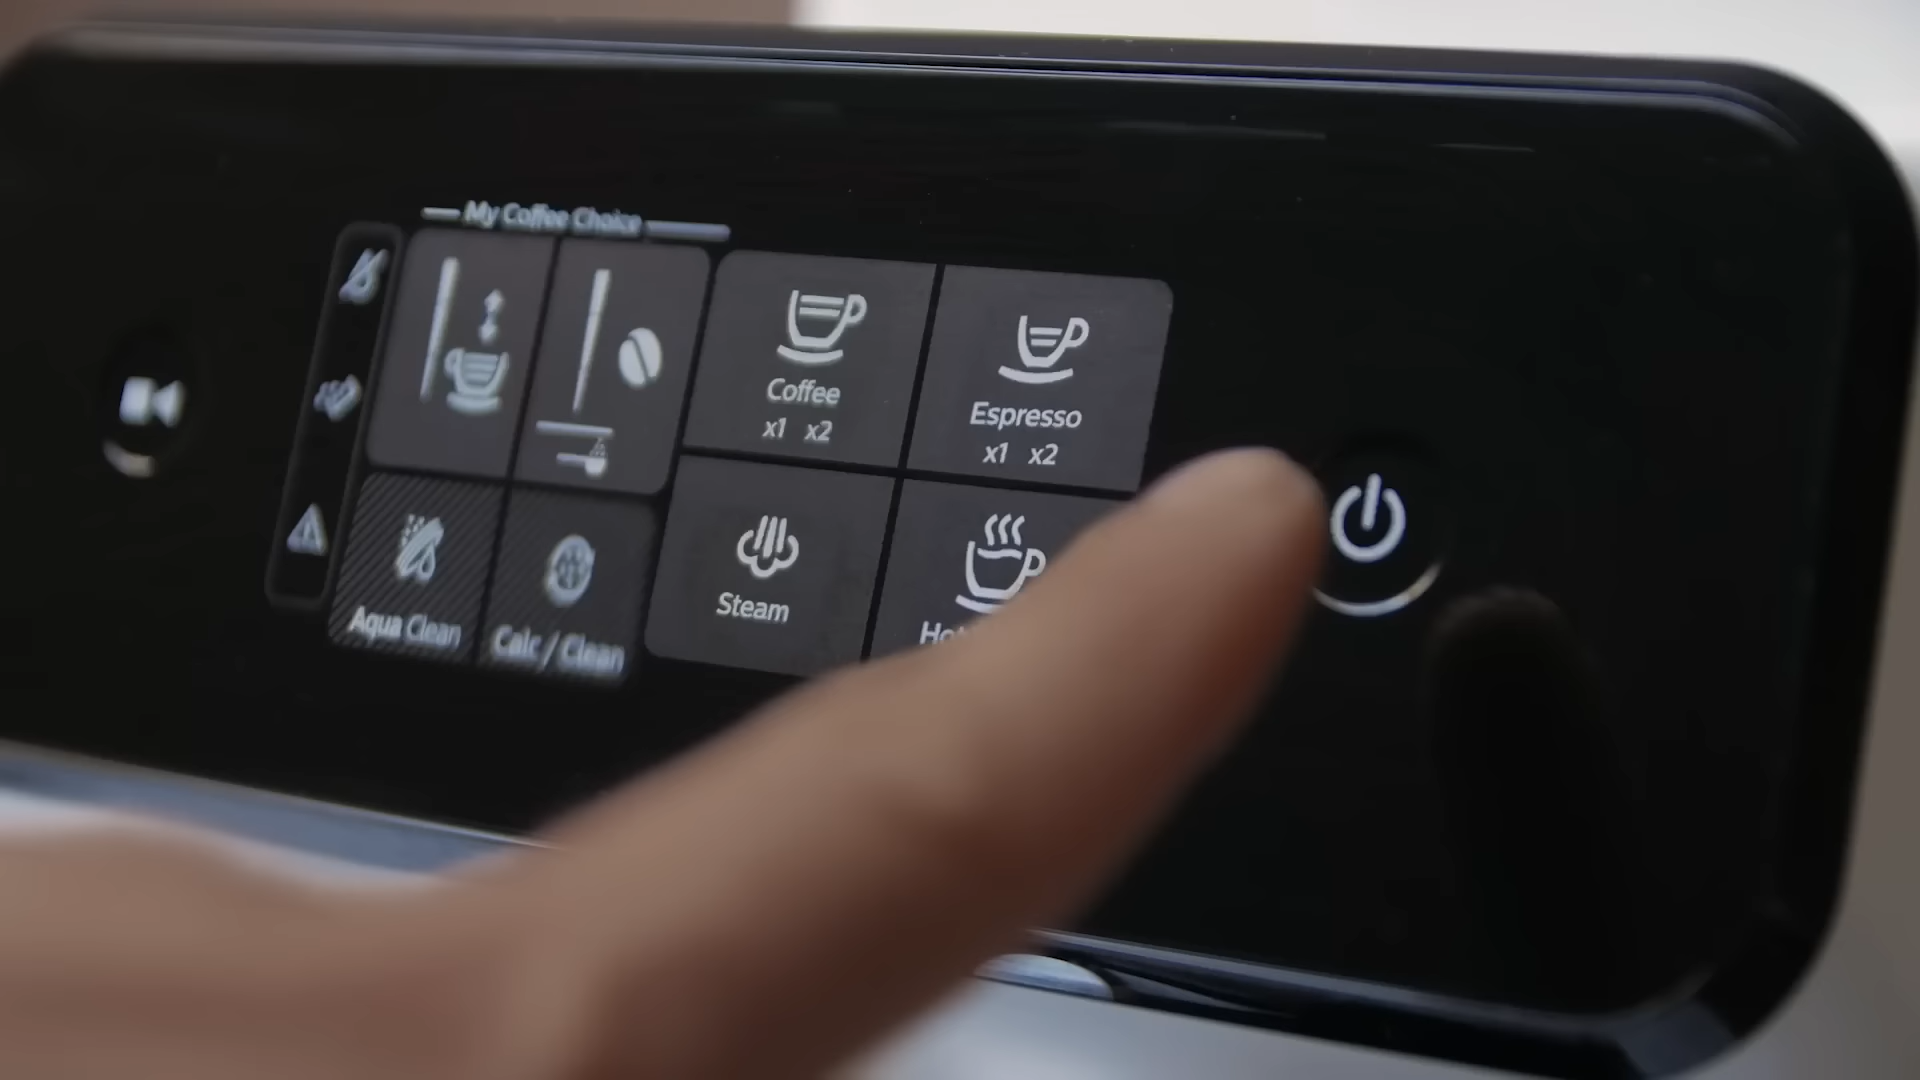 My Coffee Choice
Coffee
x1 x2
Espresso
x1 x2
Aqua Clean
Calc / Clean
Steam